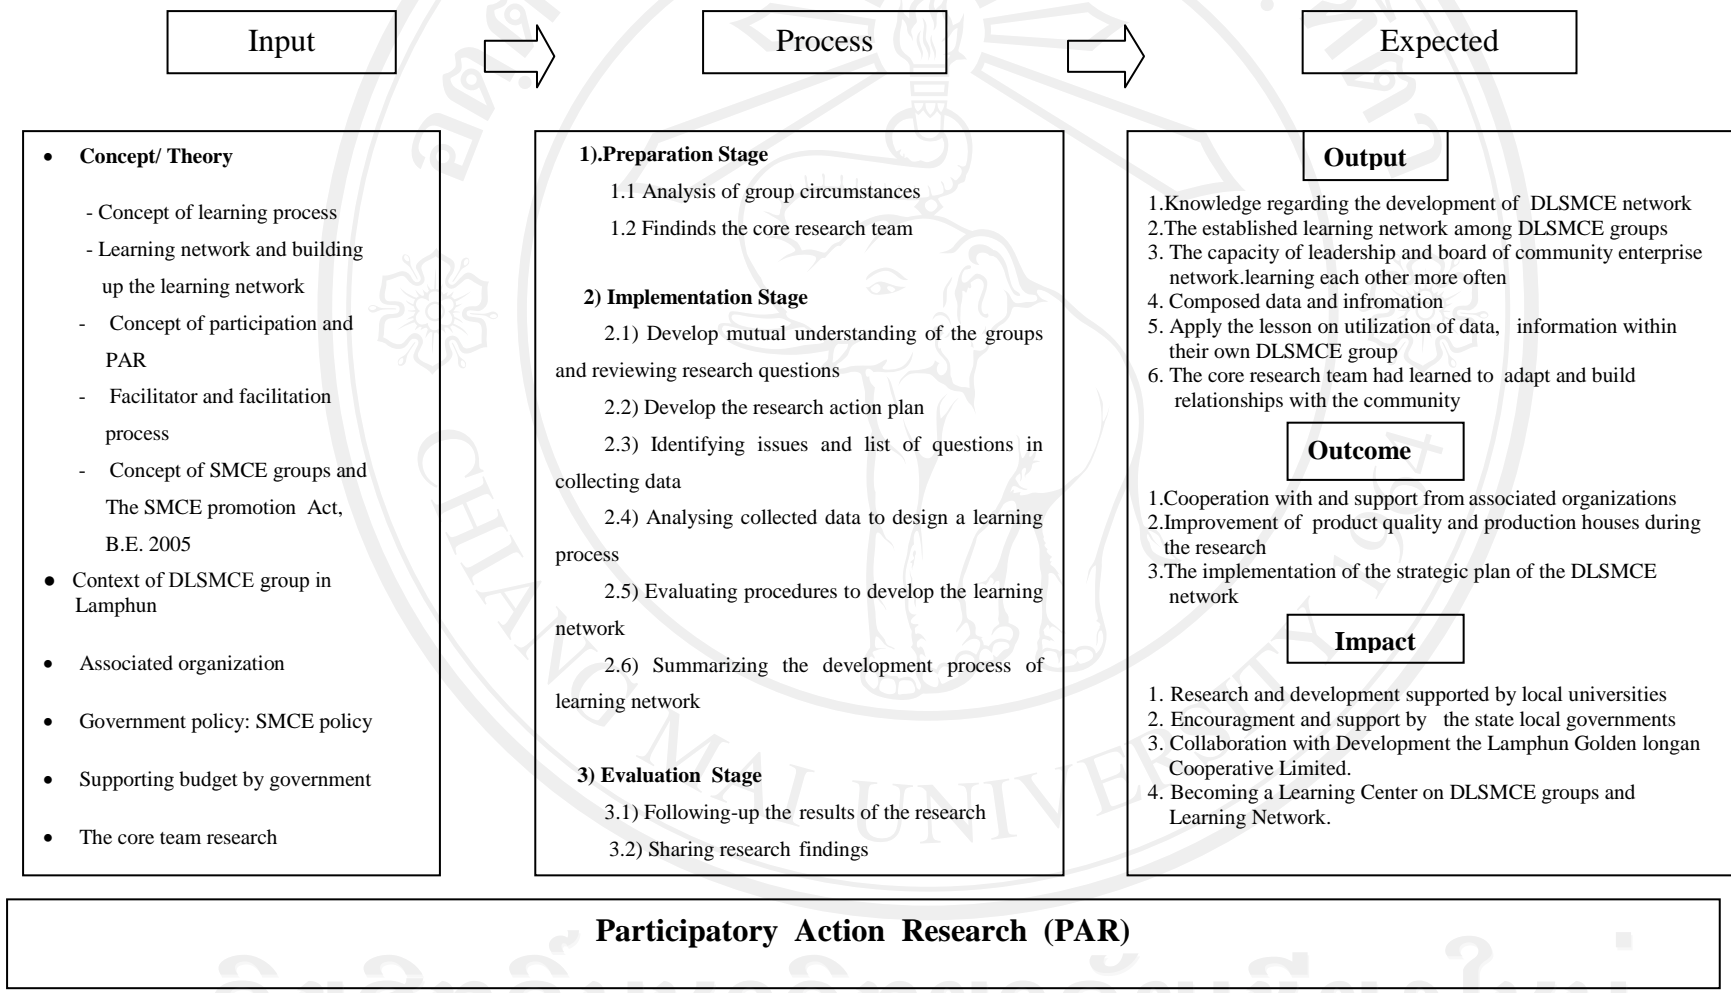 Input
Process
Expected
• Concept/ Theory
- Concept of learning process
- Learning network and building
up the learning network
- Concept of participation and
PAR
- Facilitator and facilitation
process
- Concept of SMCE groups and
The SMCE promotion Act,
B.E. 2005
● Context of DLSMCE group in
Lamphun
• Associated organization
• Government policy: SMCE policy
• Supporting budget by government
• The core team research
1).Preparation Stage
1.1 Analysis of group circumstances
1.2 Findinds the core research team
2) Implementation Stage
2.1) Develop mutual understanding of the groups
and reviewing research questions
2.2) Develop the research action plan
2.3) Identifying issues and list of questions in
collecting data
2.4) Analysing collected data to design a learning
process
2.5) Evaluating procedures to develop the learning
network
2.6) Summarizing the development process of
learning network
3) Evaluation Stage
3.1) Following-up the results of the research
3.2) Sharing research findings
Output
1.Knowledge regarding the development of DLSMCE network
2.The established learning network among DLSMCE groups
3. The capacity of leadership and board of community enterprise
network.learning each other more often
4. Composed data and infromation
5. Apply the lesson on utilization of data, information within
their own DLSMCE group
6. The core research team had learned to adapt and build
relationships with the community
Outcome
1.Cooperation with and support from associated organizations
2.Improvement of product quality and production houses during
the research
3.The implementation of the strategic plan of the DLSMCE
network
Impact
1. Research and development supported by local universities
2. Encouragment and support by the state local governments
3. Collaboration with Development the Lamphun Golden longan
Cooperative Limited.
4. Becoming a Learning Center on DLSMCE groups and
Learning Network.
Participatory Action Research (PAR)
CHIANG MAI UNIVERSITY 1964